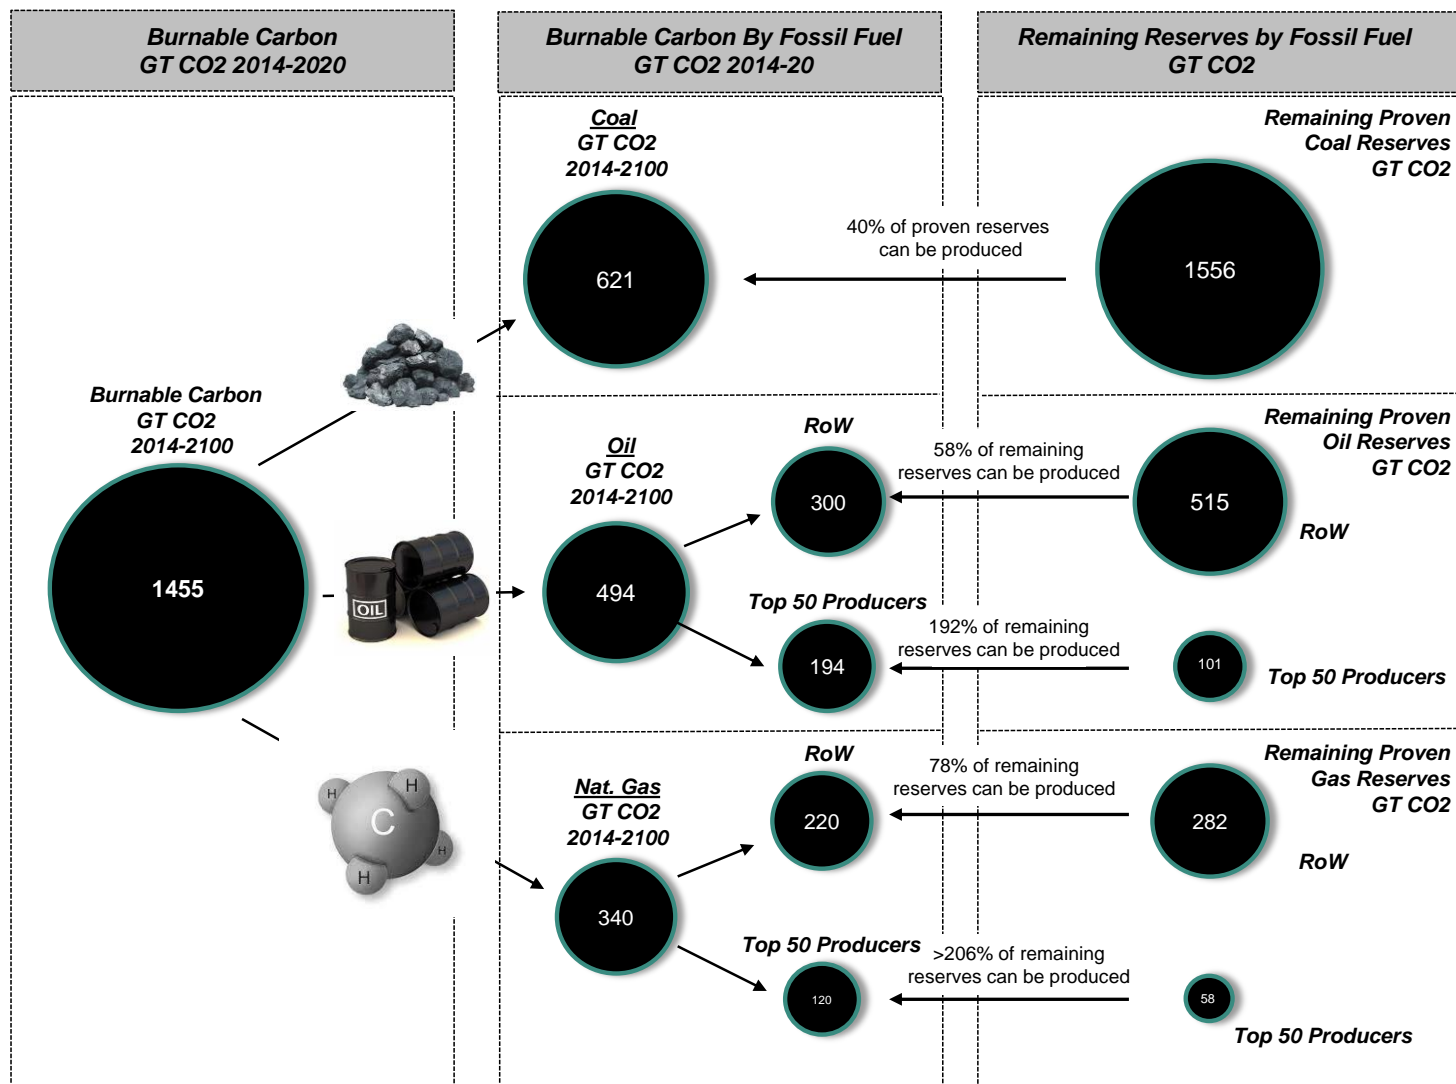 Burnable Carbon
GT CO2 2014-2020
Burnable Carbon By Fossil Fuel
GT CO2 2014-20
Remaining Reserves by Fossil Fuel
GT CO2
Burnable Carbon
GT CO2
2014-2100
1455
OIL
C
H
H
H
H
Coal
GT CO2
2014-2100
621
40% of proven reserves
can be produced
Remaining Proven
Coal Reserves
GT CO2
1556
Oil
GT CO2
2014-2100
494
RoW
300
58% of remaining
reserves can be produced
Remaining Proven
Oil Reserves
GT CO2
515
RoW
Top 50 Producers
194
192% of remaining
reserves can be produced
101
Top 50 Producers
Nat. Gas
GT CO2
2014-2100
340
RoW
220
78% of remaining
reserves can be produced
Remaining Proven
Gas Reserves
GT CO2
282
RoW
Top 50 Producers
120
>206% of remaining
reserves can be produced
58
Top 50 Producers